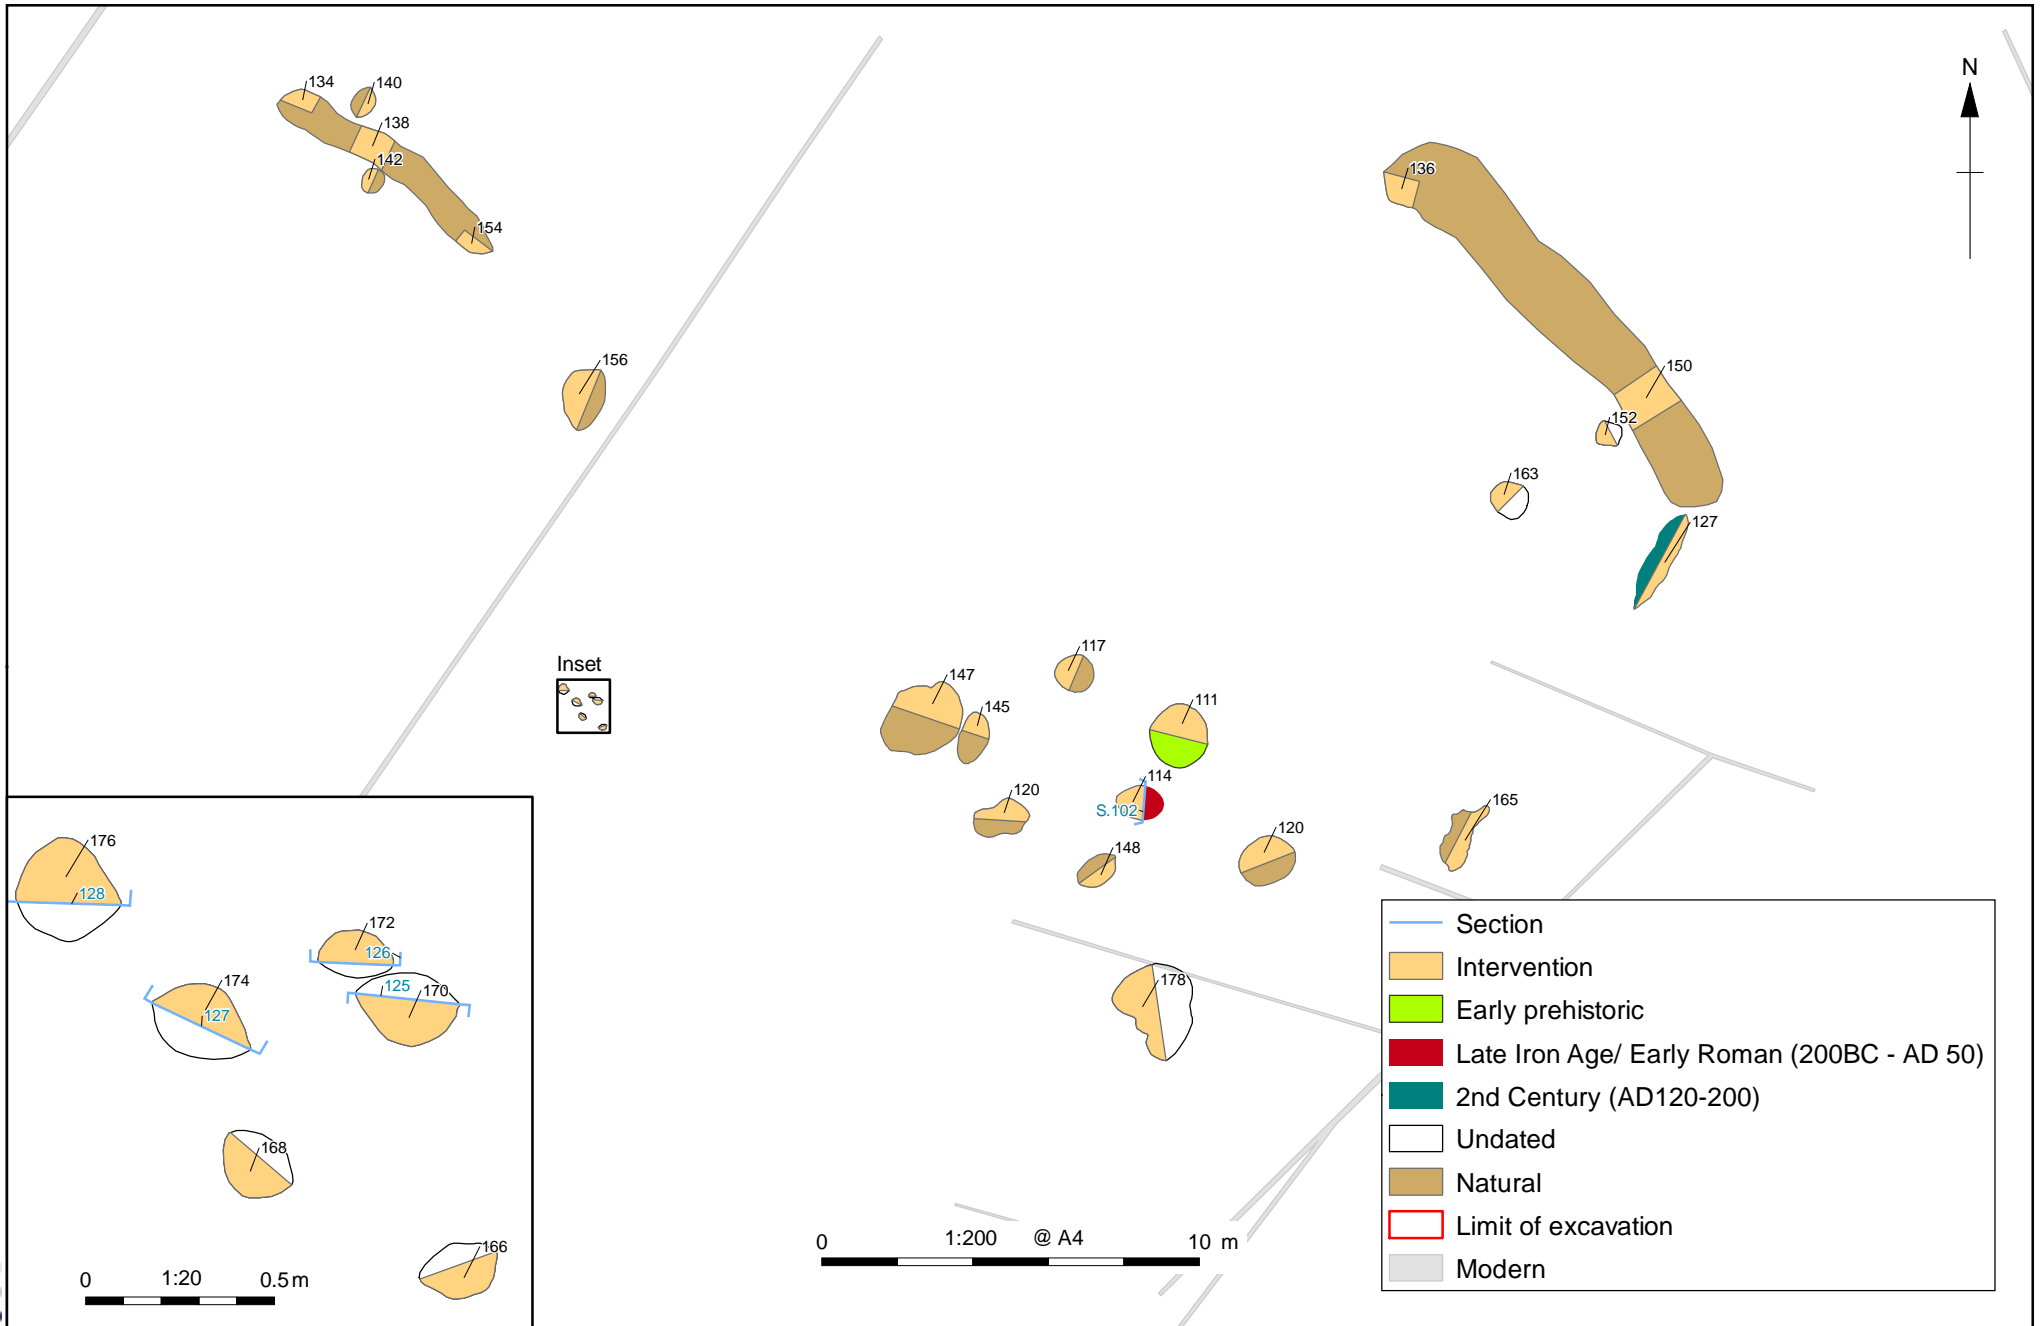 134
140
138
142
154
156
136
150
152
163
127
N
Inset
117
147
145
111
114
S.102
120
148
120
165
178
176
128
172
126
125
170
174
127
168
166
0 1:20 0.5 m
0 1:200 @ A4 10 m
Section
Intervention
Early prehistoric
Late Iron Age/ Early Roman (200BC - AD 50)
2nd Century (AD120-200)
Undated
Natural
Limit of excavation
Modern